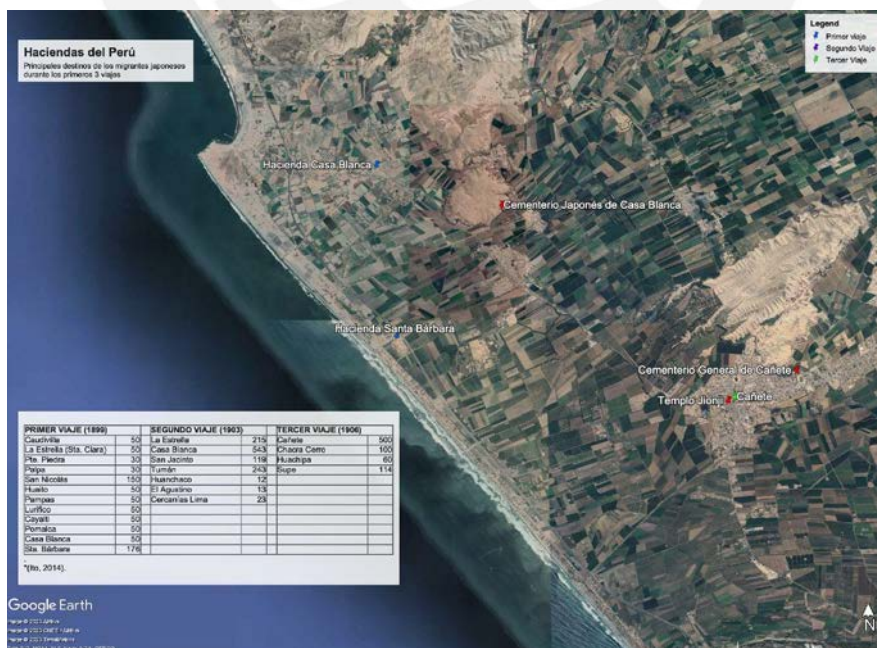 Haciendas del Perú
Principales destinos de los migrantes japoneses
durante los primeros 3 viajes
Legend
Primer viaje
Segundo Viaje
Tercer Viaje
Hacienda Casa Blanca
Cementerio Japonés de Casa Blanca
Hacienda Santa Bárbara
Cementerio General de Cañete
Templo Jionji
Cañete
PRIMER VIAJE (1899) SEGUNDO VIAJE (1903) TERCER VIAJE (1906)
Caudivilla 50 La Estrella 215 Cañete 500
La Estrella (Sta. Clara) 50 Casa Blanca 543 Chacra Cerro 100
Pte. Piedra 30 San Jacinto 119 Huachipa 60
Palpa 30 Tumán 243 Supe 114
San Nicolás 150 Huanchaco 12
Huaito 50 El Agustino 13
Pampas 50 Cercanías Lima 23
Lurífico 50
Cayaltí 50
Pomalca 50
Casa Blanca 50
Sta. Bárbara 176
*(Ito, 2014).
Google Earth
N